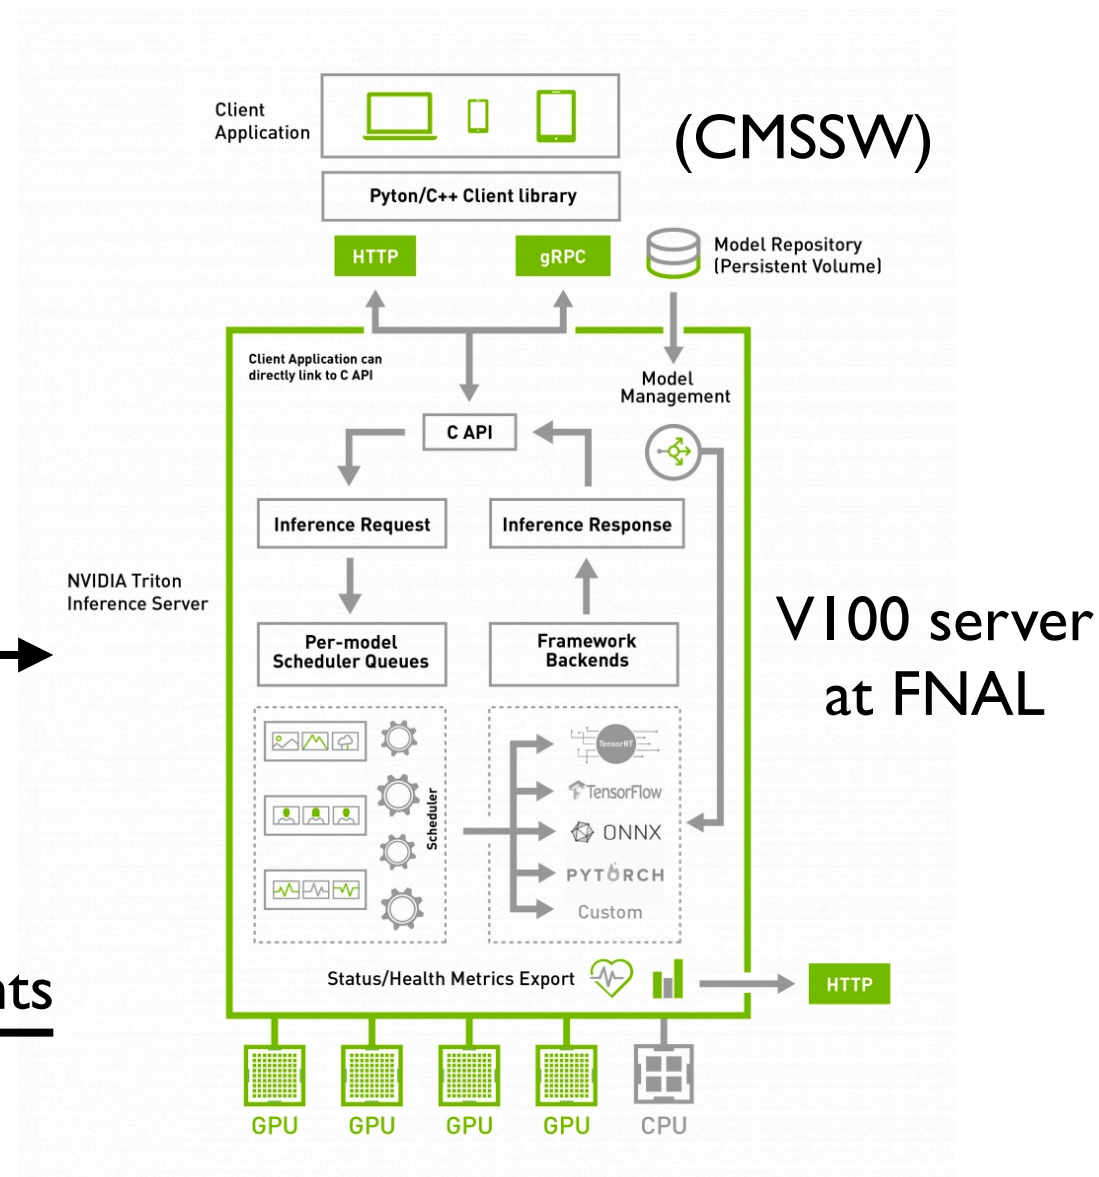 Client
Application
(CMSSW)
Pyton/C++ Client library
HTTP
gRPC
Model Repository
(Persistent Volume)
Client Application can
directly link to C API
Model
Management
C API
Inference Request
Inference Response
NVIDIA Triton
Inference Server
V100 server
at FNAL
Per-model
Scheduler Queues
Framework
Backends
Scheduler
TensorRT
TensorFlow
ONNX
PYTORCH
Custom
nts
Status/Health Metrics Export
HTTP
GPU
GPU
GPU
GPU
CPU